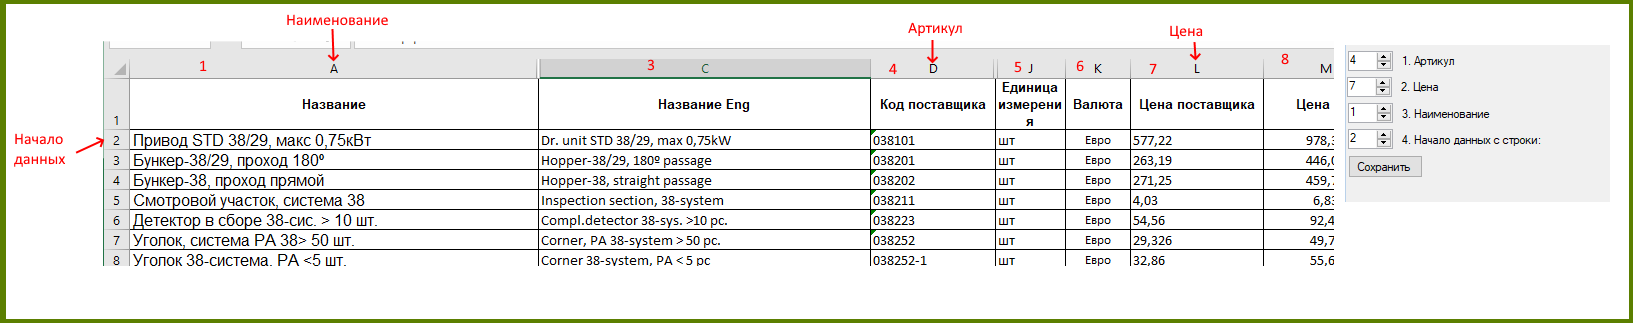 Наименование
Артикул
Цена
1 A 3 C 4 D 5 J 6 K 7 L 8 M
4 1. Артикул
7 2. Цена
1 3. Наименование
2 4. Начало данных с строки:
Сохранить
1 Название Название Eng Код поставщика Единица измерени я Валюта Цена поставщика Цена
Начало
данных
2 Привод STD 38/29, макс 0,75кВт Dr. unit STD 38/29, max 0,75kW 038101 шт Евро 577,22 978,3
3 Бункер-38/29, проход 180º Hopper-38/29, 180º passage 038201 шт Евро 263,19 446,0
4 Бункер-38, проход прямой Hopper-38, straight passage 038202 шт Евро 271,25 459,7
5 Смотровой участок, система 38 Inspection section, 38-system 038211 шт Евро 4,03 6,83
6 Детектор в сборе 38-сис. > 10 шт. Compl.detector 38-sys. >10 pc. 038223 шт Евро 54,56 92,4
7 Уголок, система PA 38> 50 шт. Corner, PA 38-system > 50 pc. 038252 шт Евро 29,326 49,7
8 Уголок 38-система, PA <5 шт. Corner 38-system, PA < 5 pc 038252-1 шт Евро 32,86 55,6